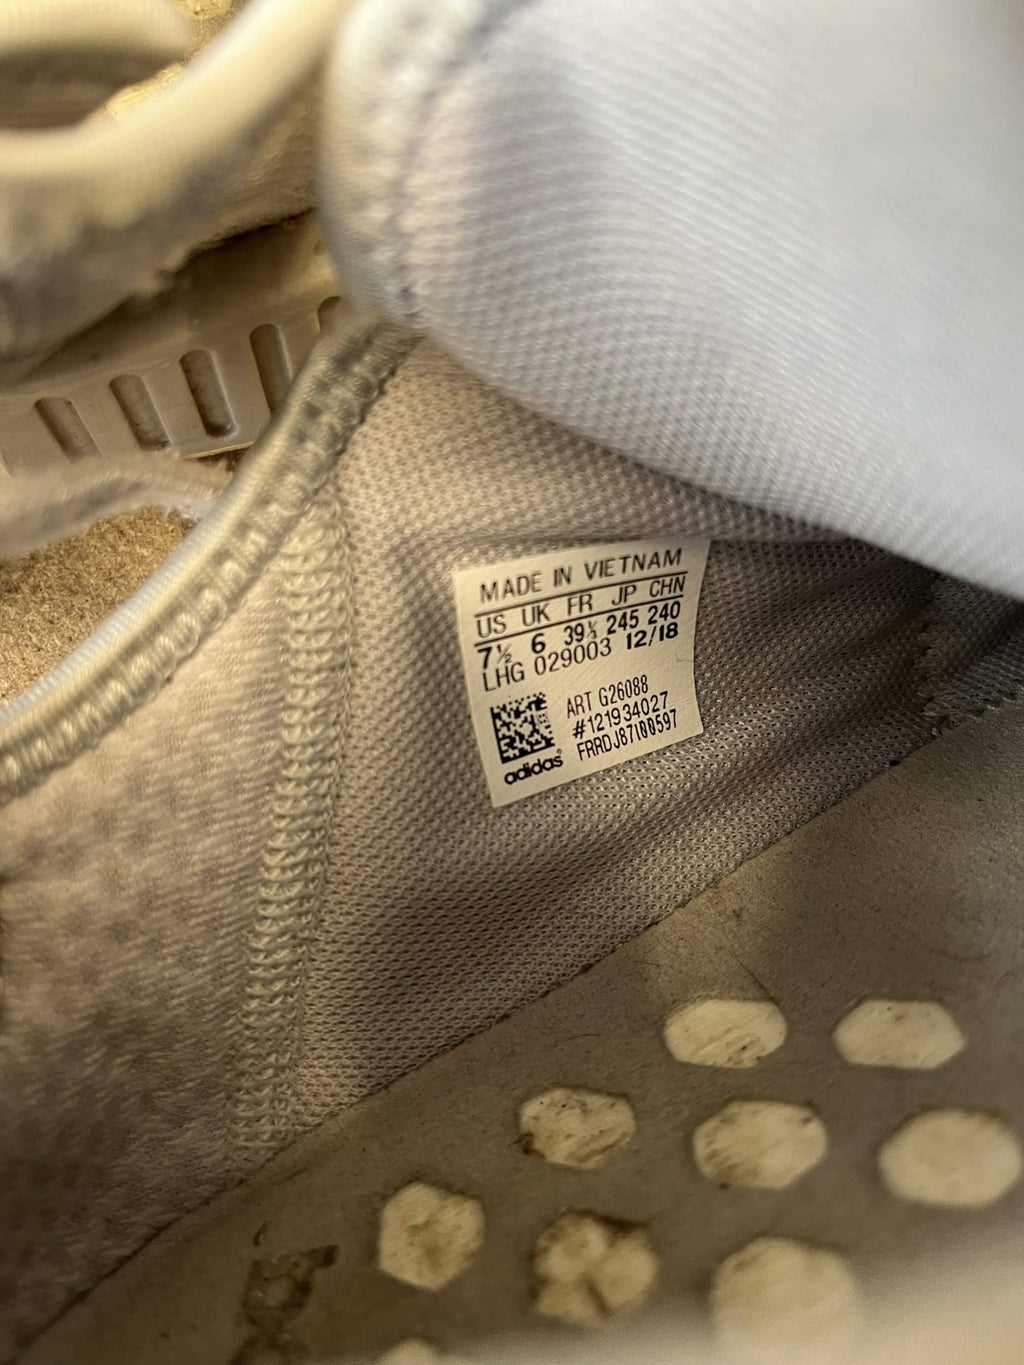 MADE IN VIETNAM
US UK FR JP CHN
7½ 6 39⅓ 245 240
LHG 029003 12/18
ART G26088
#121934027
FRRDJ87I00597
adidas®